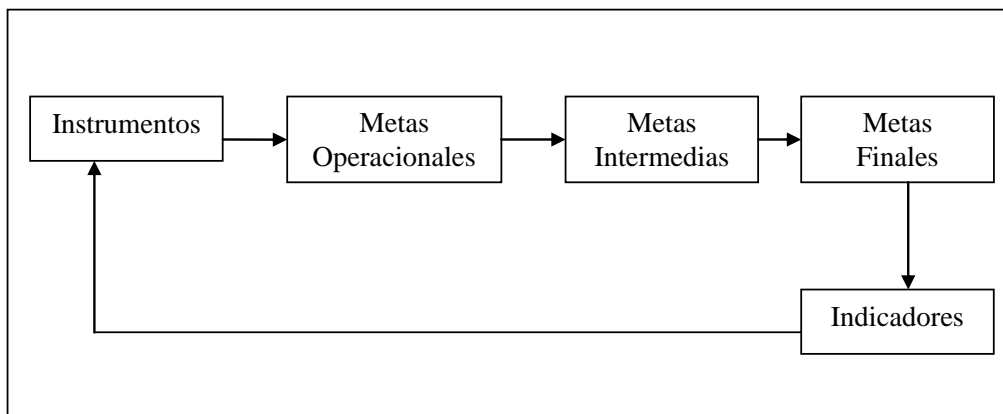 Instrumentos
Metas
Operacionales
Metas
Intermedias
Metas
Finales
Indicadores